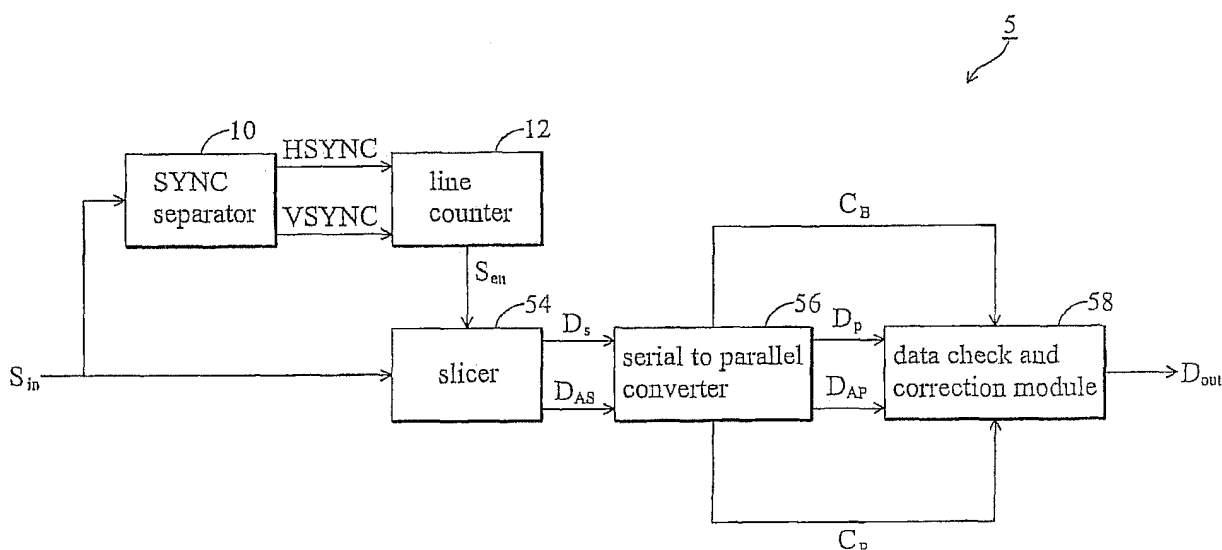 5
10
12
HSYNC
SYNC
separator
line
counter
VSYNC
C_B
S_en
54
56
58
D_s
D_p
S_in
slicer
serial to parallel
converter
data check and
correction module
D_out
D_AS
D_AP
C_p